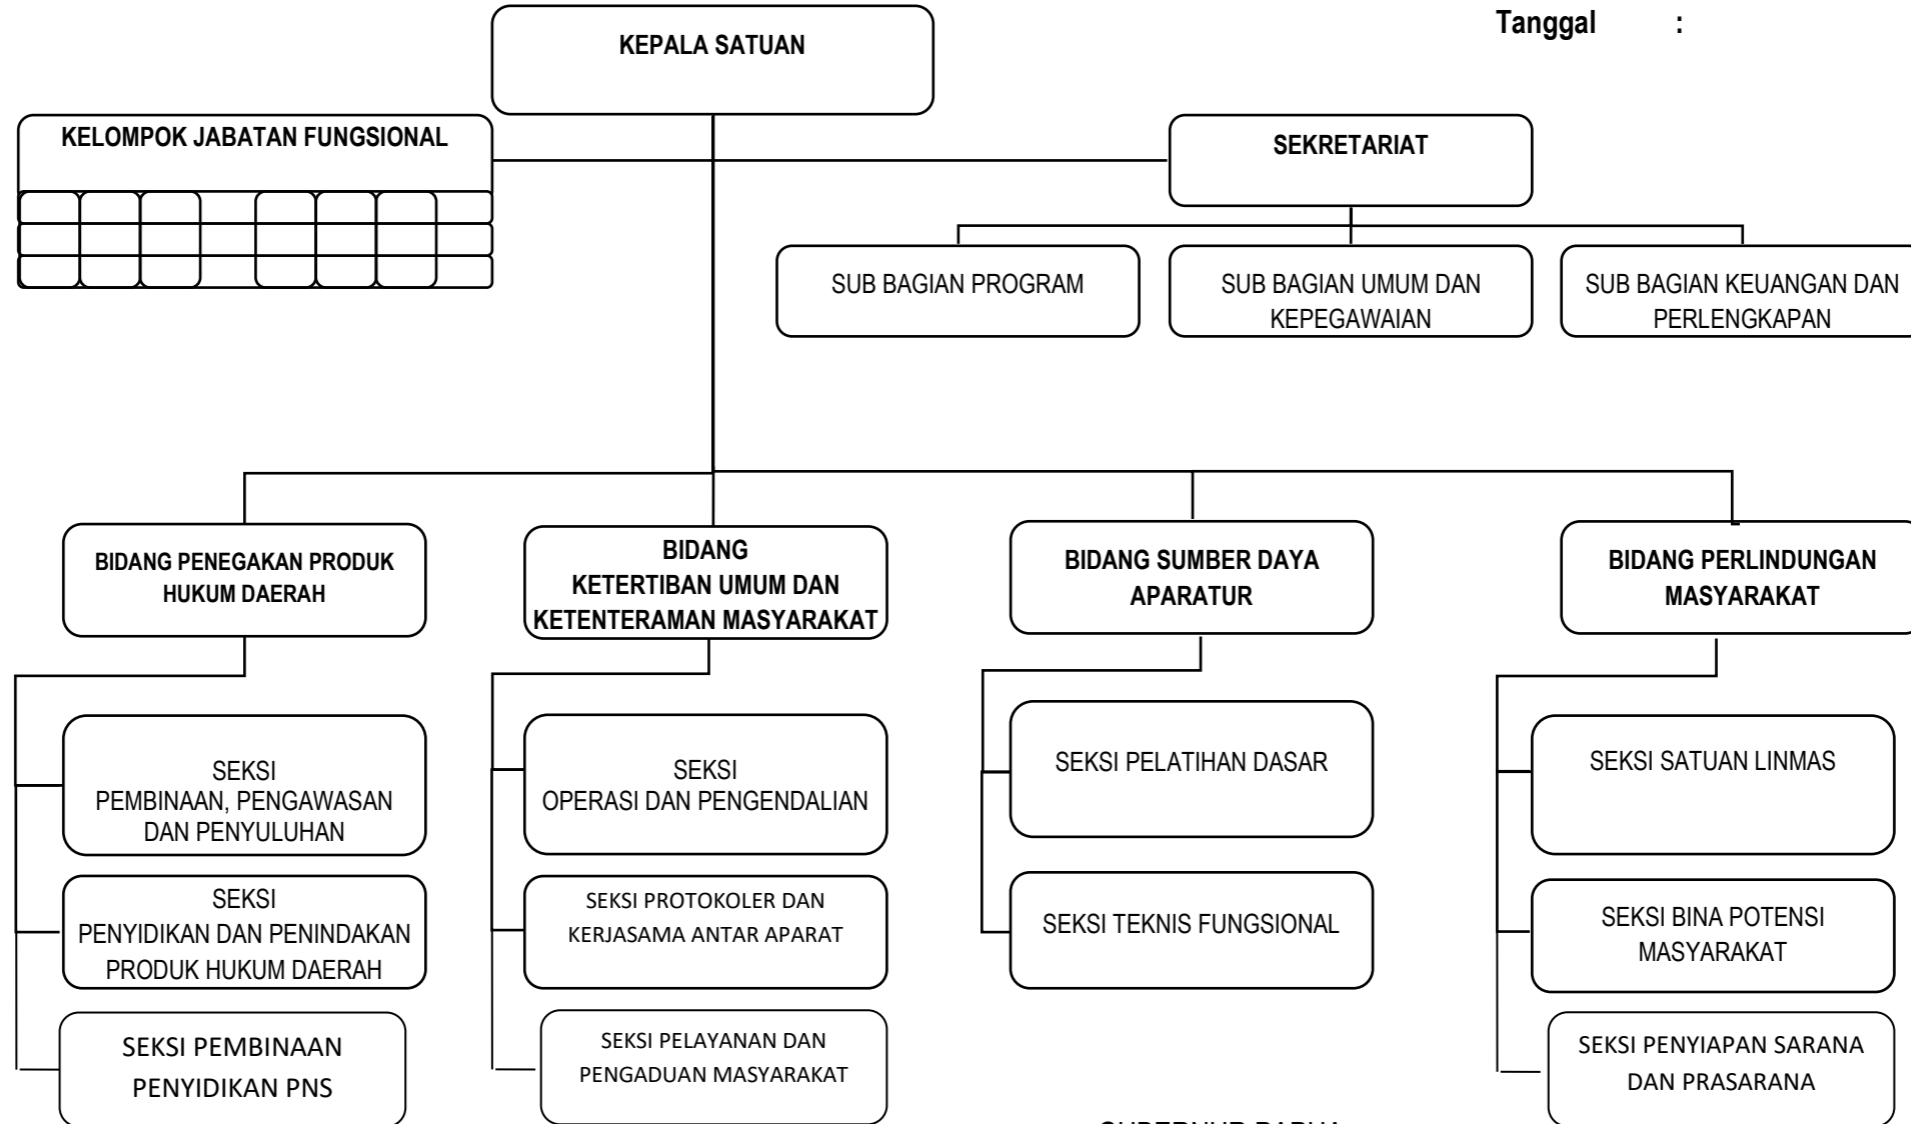 Tanggal :
KEPALA SATUAN
KELOMPOK JABATAN FUNGSIONAL
SEKRETARIAT
SUB BAGIAN PROGRAM
SUB BAGIAN UMUM DAN
KEPEGAWAIAN
SUB BAGIAN KEUANGAN DAN
PERLENGKAPAN
BIDANG PENEGAKAN PRODUK
HUKUM DAERAH
BIDANG
KETERTIBAN UMUM DAN
KETENTERAMAN MASYARAKAT
BIDANG SUMBER DAYA
APARATUR
BIDANG PERLINDUNGAN
MASYARAKAT
SEKSI
PEMBINAAN, PENGAWASAN
DAN PENYULUHAN
SEKSI
PENYIDIKAN DAN PENINDAKAN
PRODUK HUKUM DAERAH
SEKSI PEMBINAAN
PENYIDIKAN PNS
SEKSI
OPERASI DAN PENGENDALIAN
SEKSI PROTOKOLER DAN
KERJASAMA ANTAR APARAT
SEKSI PELAYANAN DAN
PENGADUAN MASYARAKAT
SEKSI PELATIHAN DASAR
SEKSI TEKNIS FUNGSIONAL
SEKSI SATUAN LINMAS
SEKSI BINA POTENSI
MASYARAKAT
SEKSI PENYIAPAN SARANA
DAN PRASARANA
GUBERNUR PAPUA